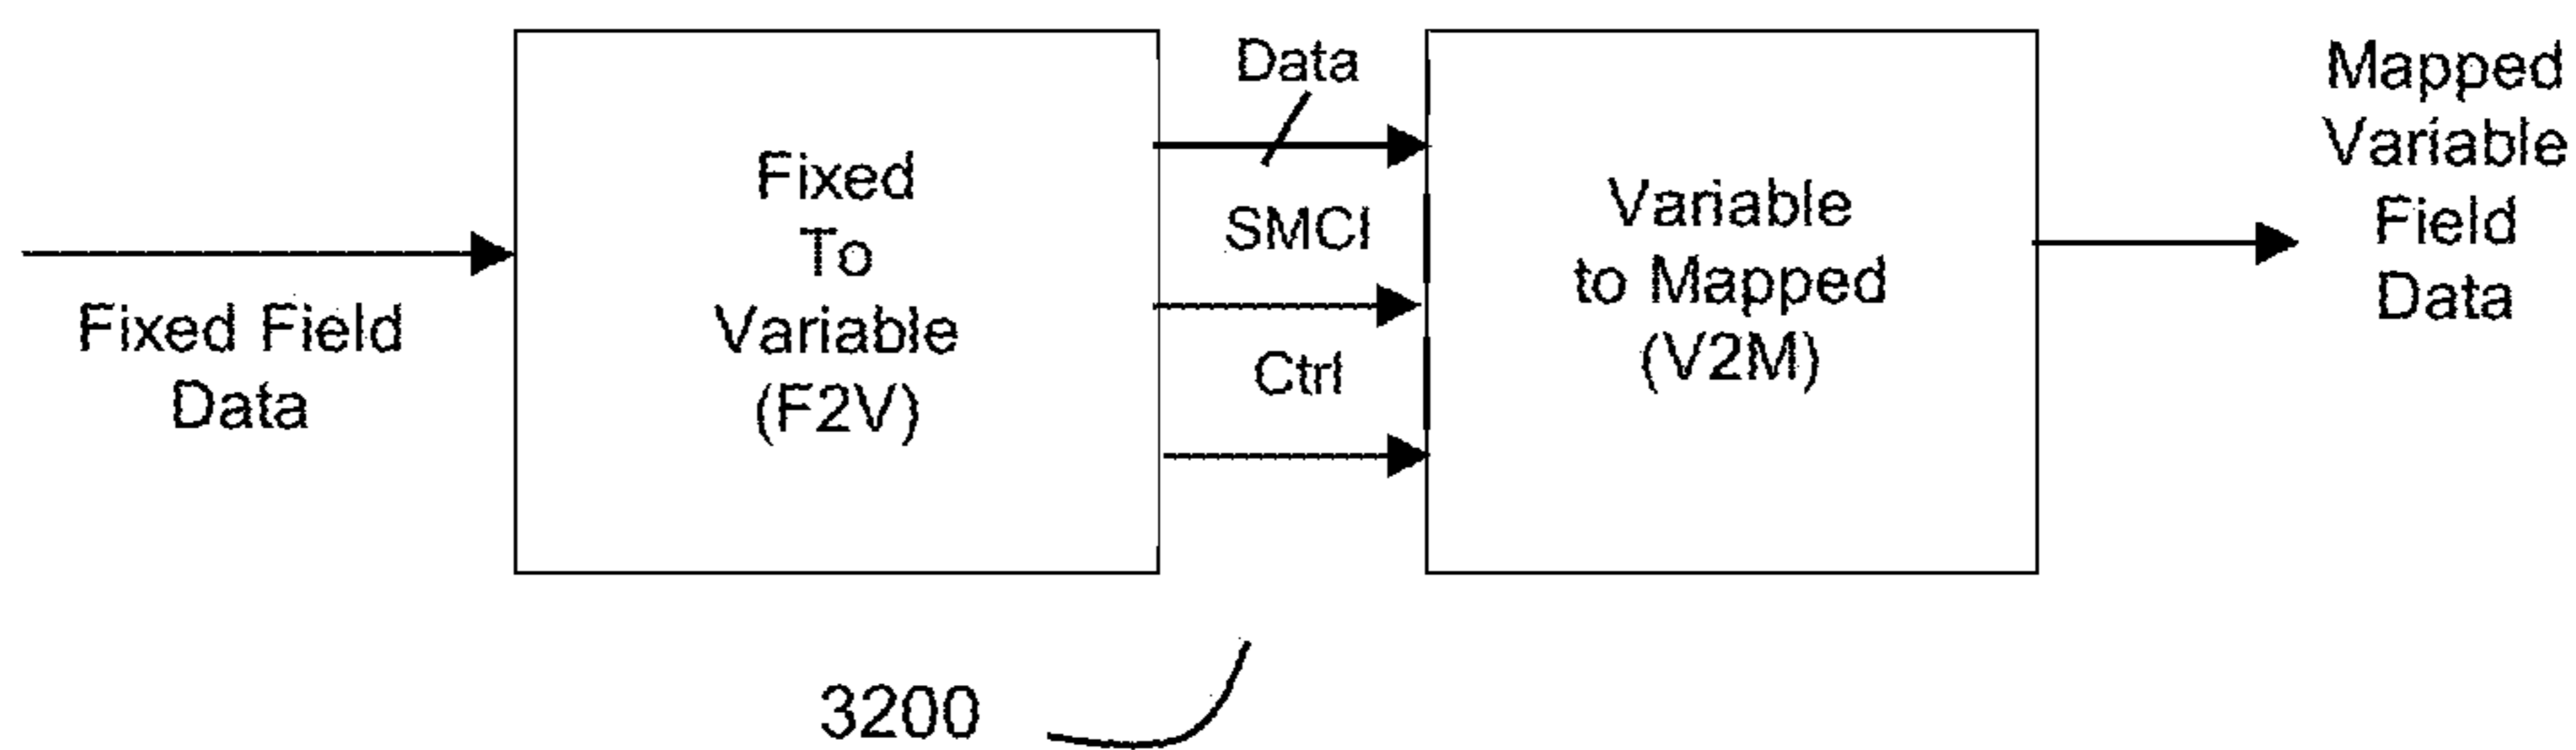 Fixed Field
Data
Fixed
To
Variable
(F2V)
Data
SMCI
Ctrl
Variable
to Mapped
(V2M)
Mapped
Variable
Field
Data
3200